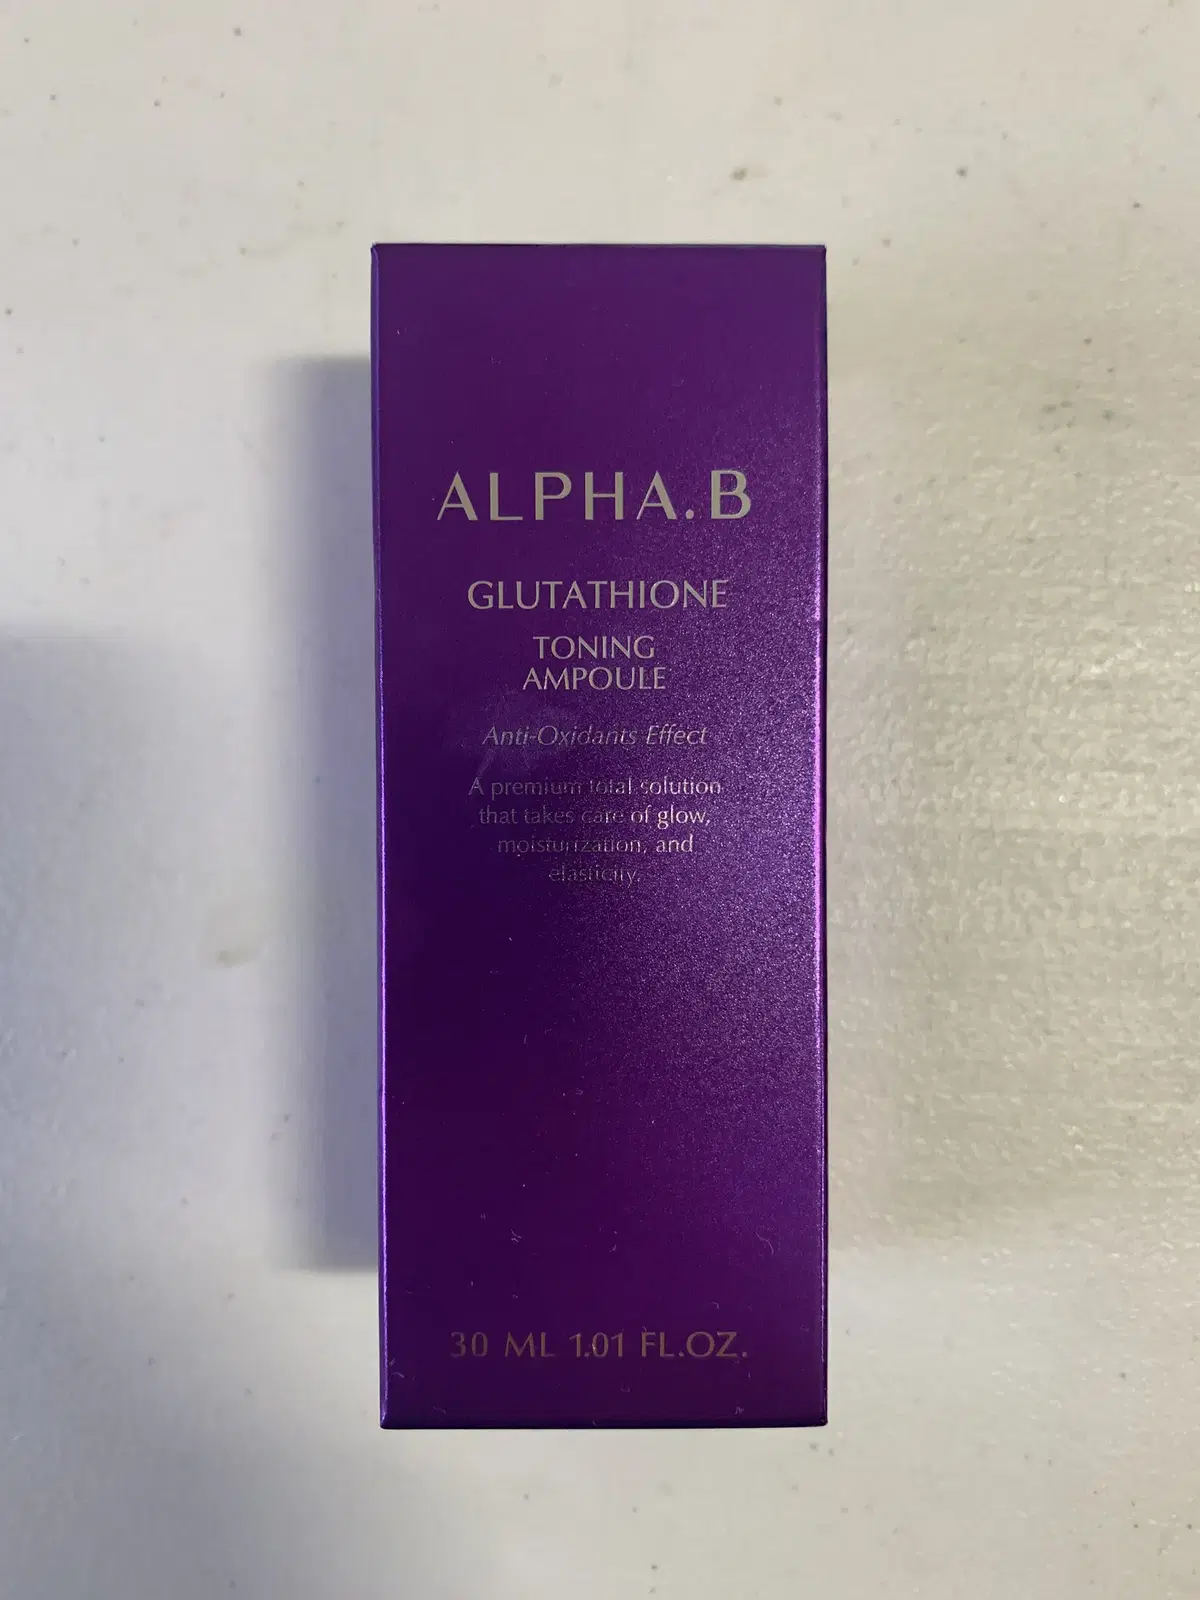 ALPHA.B
GLUTATHIONE
TONING
AMPOULE
Anti-Oxidants Effect
A premium total solution
that takes care of glow,
moisturization, and
elasticity.
30 ML 1.01 FL.OZ.